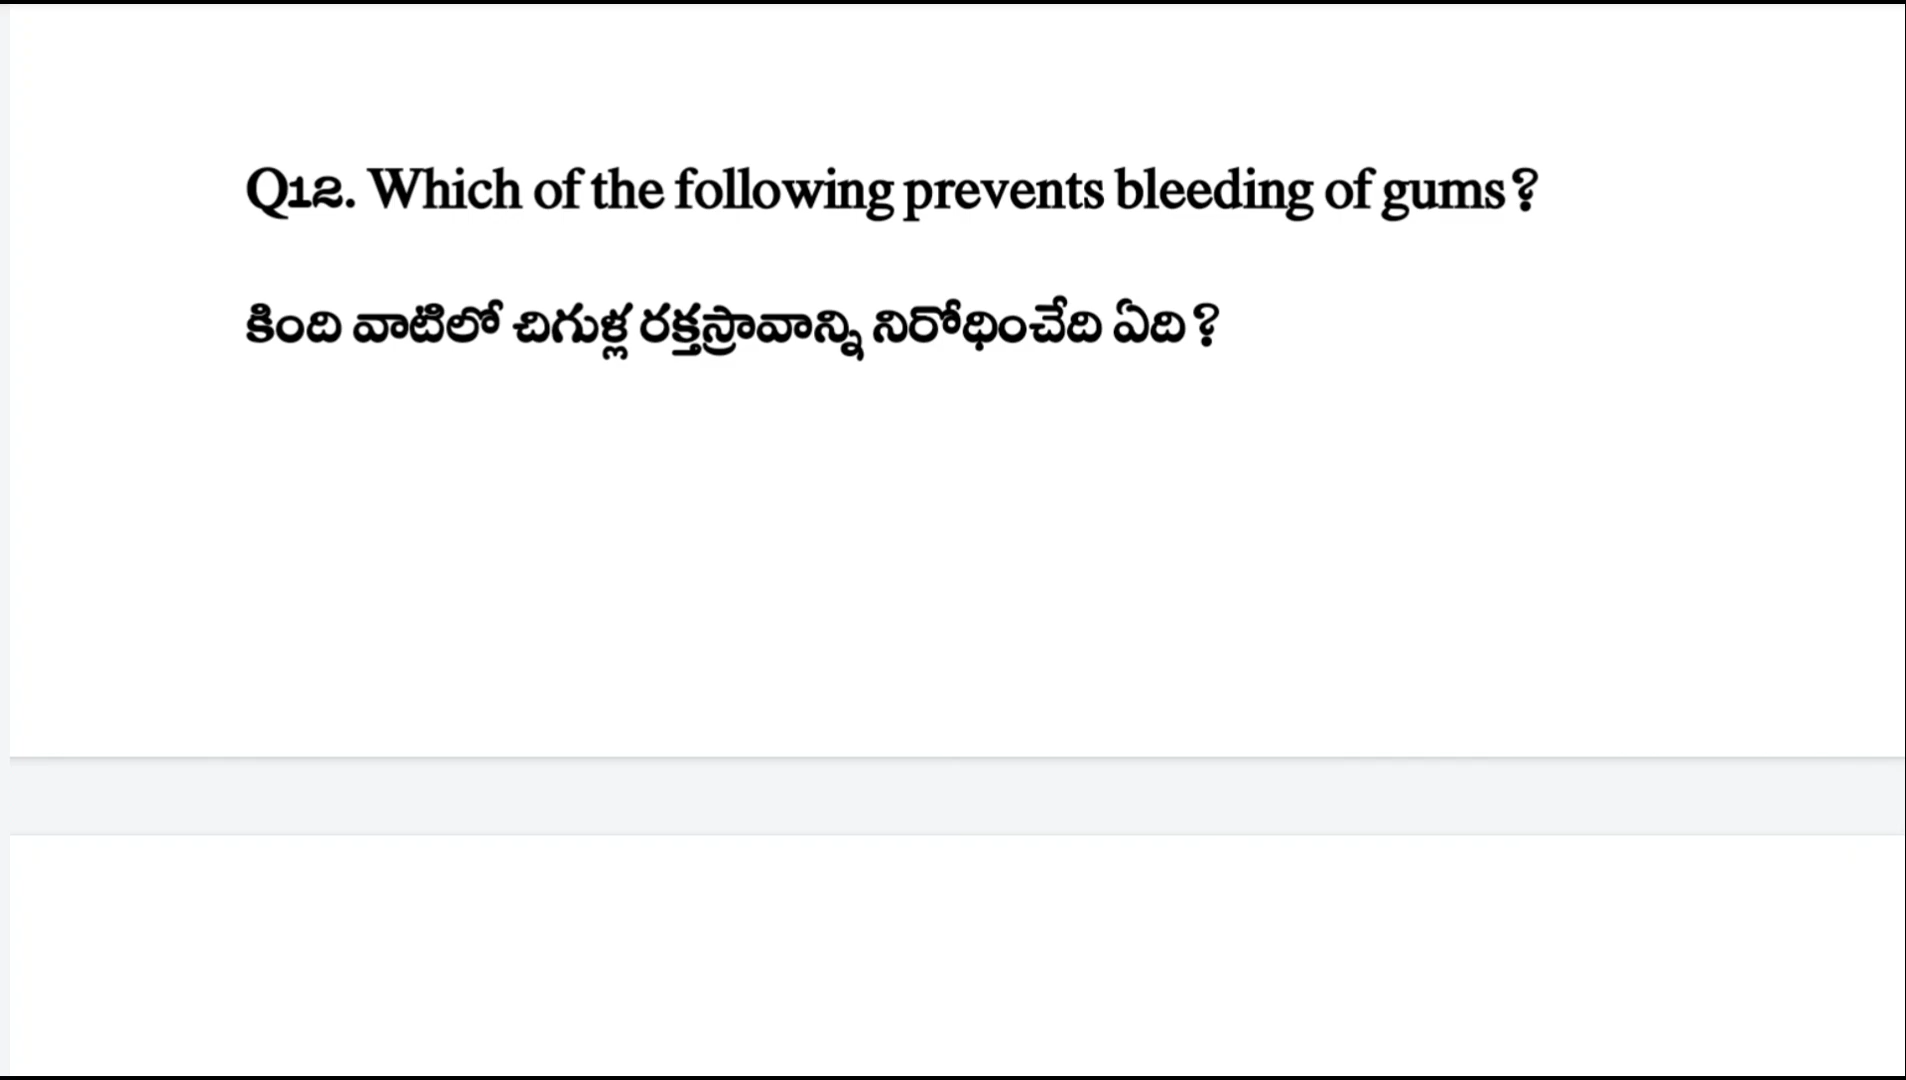 Q12. Which of the following prevents bleeding of gums?
కింది వాటిలో చిగుళ్ల రక్తస్రావాన్ని నిరోధించేది ఏది?